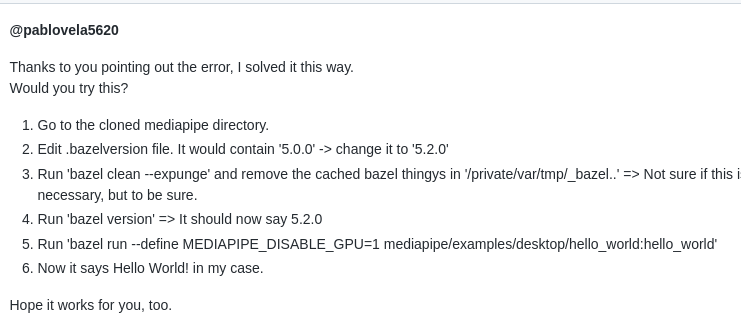 @pablovela5620
Thanks to you pointing out the error, I solved it this way.
Would you try this?
1. Go to the cloned mediapipe directory.
2. Edit .bazelversion file. It would contain '5.0.0' -> change it to '5.2.0'
3. Run 'bazel clean --expunge' and remove the cached bazel thingys in '/private/var/tmp/_bazel..' => Not sure if this
necessary, but to be sure.
4. Run 'bazel version' => It should now say 5.2.0
5. Run 'bazel run --define MEDIAPIPE_DISABLE_GPU=1 mediapipe/examples/desktop/hello_world:hello_world'
6. Now it says Hello World! in my case.
Hope it works for you, too.